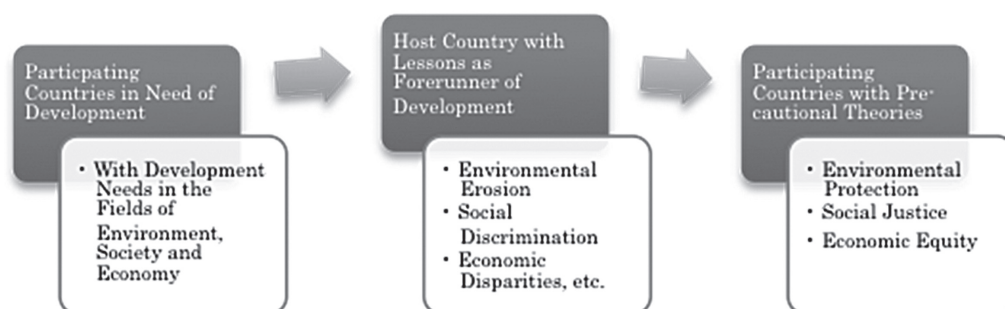 Particpating
Countries in Need of
Development
• With Development
Needs in the
Fields of
Environment,
Society and
Economy
Host Country with
Lessons as
Forerunner of
Development
• Environmental
Erosion
• Social
Discrimination
• Economic
Disparities, etc.
Participating
Countries with Pre-
cautional Theories
• Environmental
Protection
• Social Justice
• Economic Equity